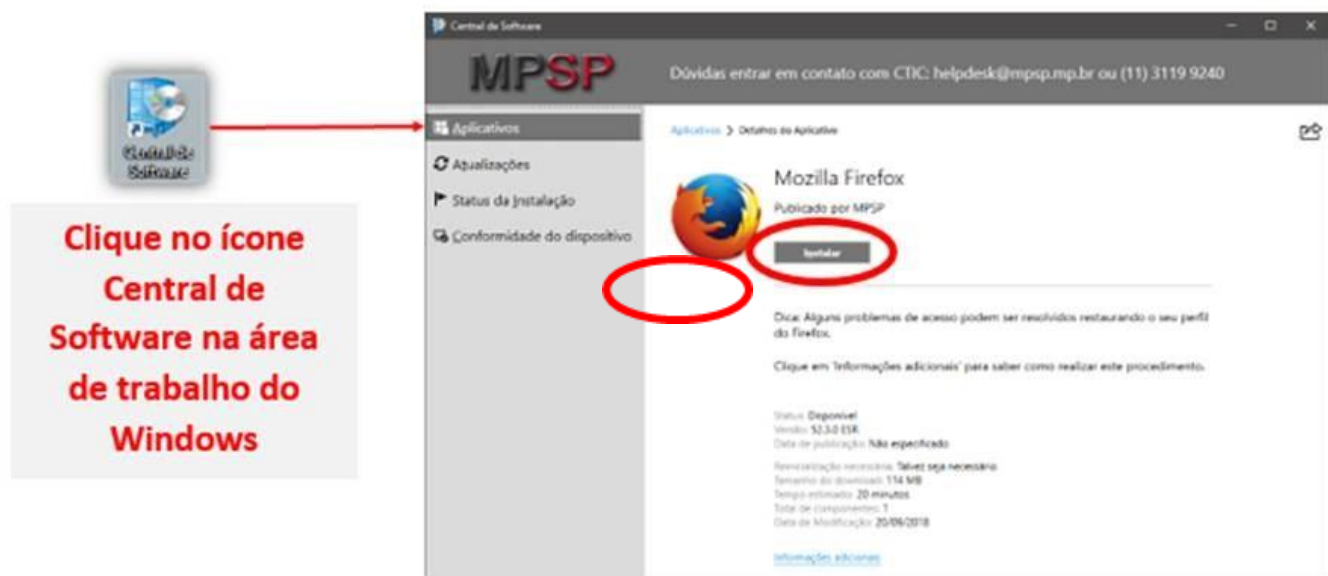 Central de Software
MPSP
Dúvidas entrar em contato com CTIC: helpdesk@mpsp.mp.br ou (11) 3119 9240
Central de
Software
Clique no ícone
Central de
Software na área
de trabalho do
Windows
Aplicativos
Atualizações
Status da Instalação
Conformidade do dispositivo
Aplicativos > Detalhes do Aplicativo
Mozilla Firefox
Publicado por MPSP
Instalar
Dica: Alguns problemas de acesso podem ser resolvidos restaurando o seu perfil
do Firefox.
Clique em 'Informações adicionais' para saber como realizar este procedimento.
Status: Disponível
Versão: 52.3.0 ESR
Data de publicação: Não especificado
Reinicialização necessária: Talvez seja necessário
Tamanho do download: 114 MB
Tempo estimado: 20 minutos
Total de componentes: 1
Data de Modificação: 20/09/2018
Informações adicionais